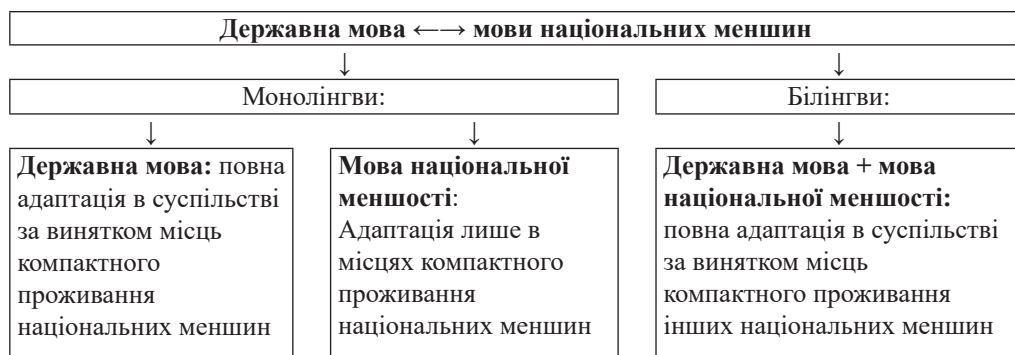 Державна мова ←→ мови національних меншин
↓ ↓
Монолінгви:
Білінгви:
↓ ↓ ↓
Державна мова: повна
адаптація в суспільстві
за винятком місць
компактного
проживання
національних меншин
Мова національної
меншості:
Адаптація лише в
місцях компактного
проживання
національних меншин
Державна мова + мова
національної меншості:
повна адаптація в суспільстві
за винятком місць
компактного проживання
інших національних меншин